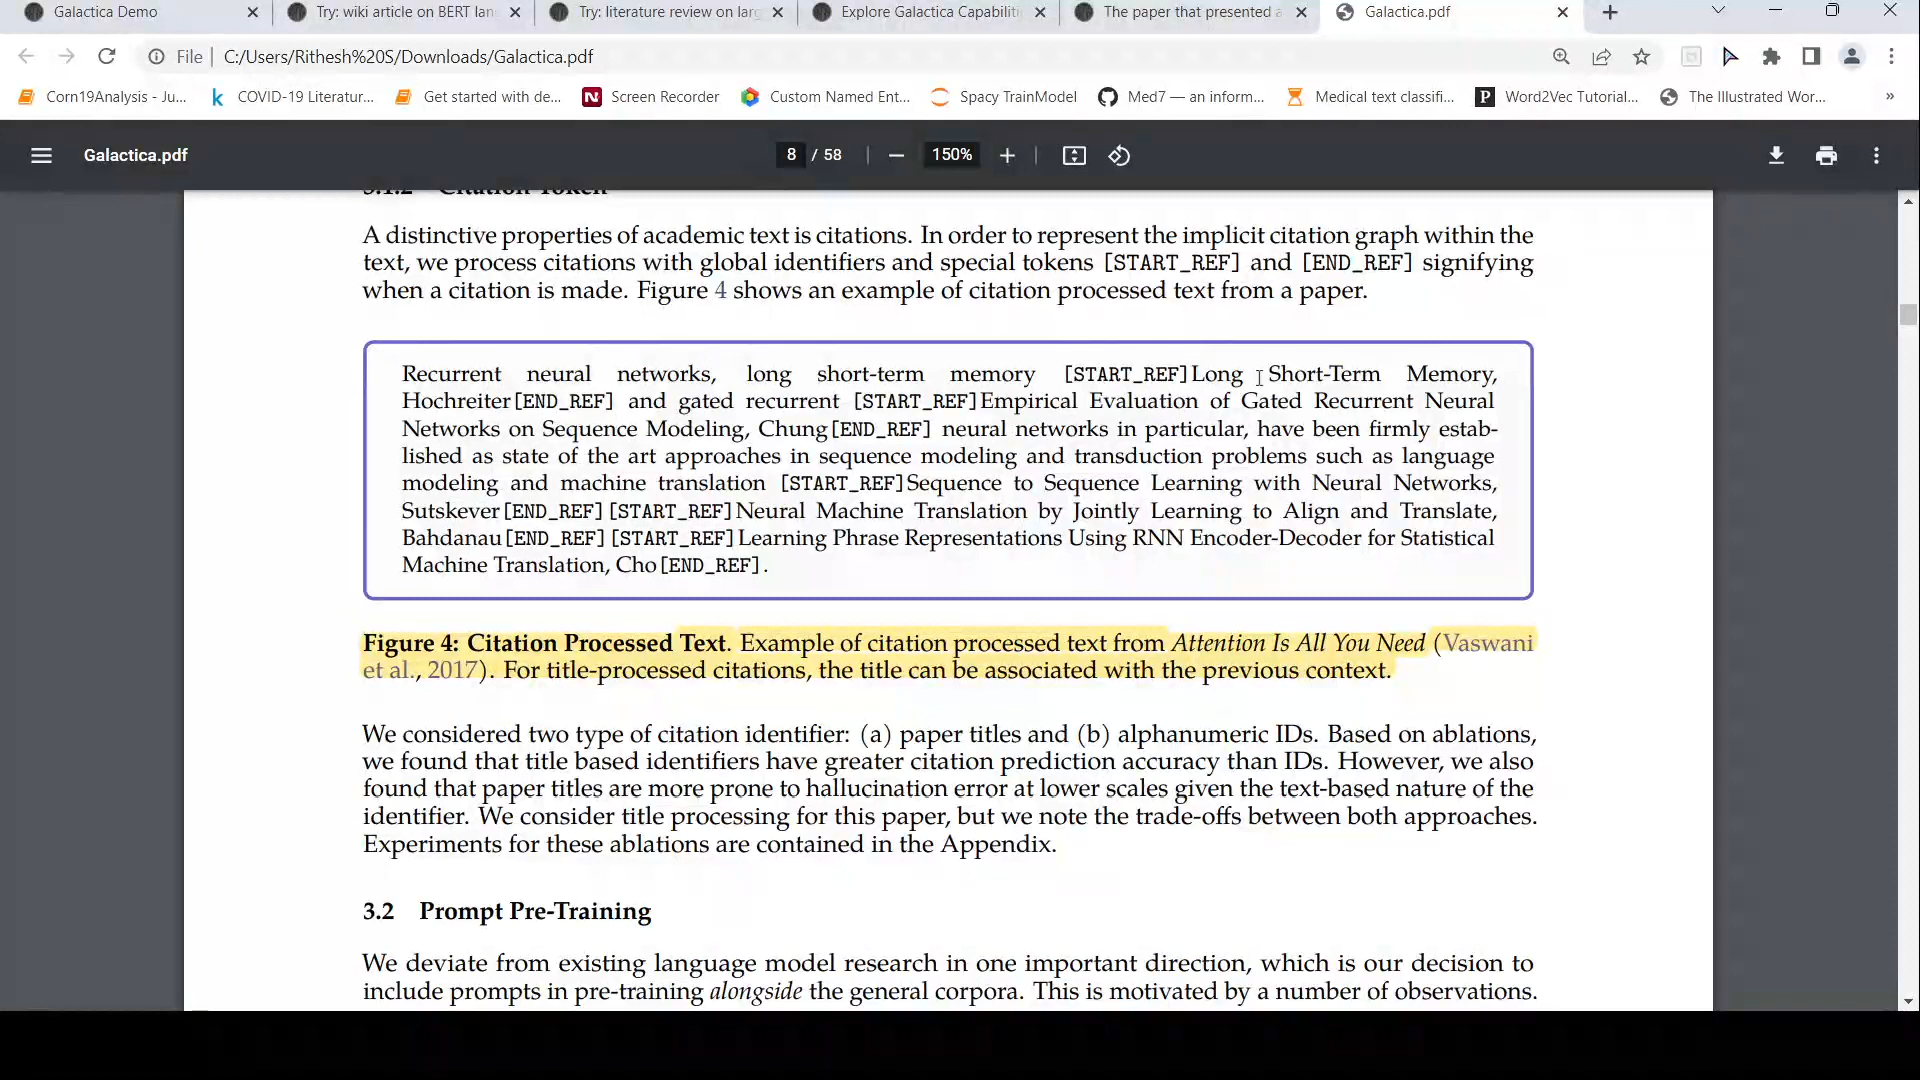 Galactica Demo
Try: wiki article on BERT lan
Try: literature review on larg
Explore Galactica Capabiliti
The paper that presented a
Galactica.pdf
File
C:/Users/Rithesh%20S/Downloads/Galactica.pdf
Corn19Analysis - Ju...
COVID-19 Literatur...
Get started with de...
Screen Recorder
Custom Named Ent...
Spacy TrainModel
Med7 — an inform...
Medical text classifi...
Word2Vec Tutorial...
The Illustrated Wor...
»
Galactica.pdf
8 / 58
150%
3.1.2 Citation Token
A distinctive properties of academic text is citations. In order to represent the implicit citation graph within the
text, we process citations with global identifiers and special tokens [START_REF] and [END_REF] signifying
when a citation is made. Figure 4 shows an example of citation processed text from a paper.
Recurrent neural networks, long short-term memory [START_REF]Long Short-Term Memory,
Hochreiter[END_REF] and gated recurrent [START_REF]Empirical Evaluation of Gated Recurrent Neural
Networks on Sequence Modeling, Chung[END_REF] neural networks in particular, have been firmly estab-
lished as state of the art approaches in sequence modeling and transduction problems such as language
modeling and machine translation [START_REF]Sequence to Sequence Learning with Neural Networks,
Sutskever[END_REF][START_REF]Neural Machine Translation by Jointly Learning to Align and Translate,
Bahdanau[END_REF][START_REF]Learning Phrase Representations Using RNN Encoder-Decoder for Statistical
Machine Translation, Cho[END_REF].
Figure 4: Citation Processed Text. Example of citation processed text from Attention Is All You Need (Vaswani
et al., 2017). For title-processed citations, the title can be associated with the previous context.
We considered two type of citation identifier: (a) paper titles and (b) alphanumeric IDs. Based on ablations,
we found that title based identifiers have greater citation prediction accuracy than IDs. However, we also
found that paper titles are more prone to hallucination error at lower scales given the text-based nature of the
identifier. We consider title processing for this paper, but we note the trade-offs between both approaches.
Experiments for these ablations are contained in the Appendix.
3.2 Prompt Pre-Training
We deviate from existing language model research in one important direction, which is our decision to
include prompts in pre-training alongside the general corpora. This is motivated by a number of observations.